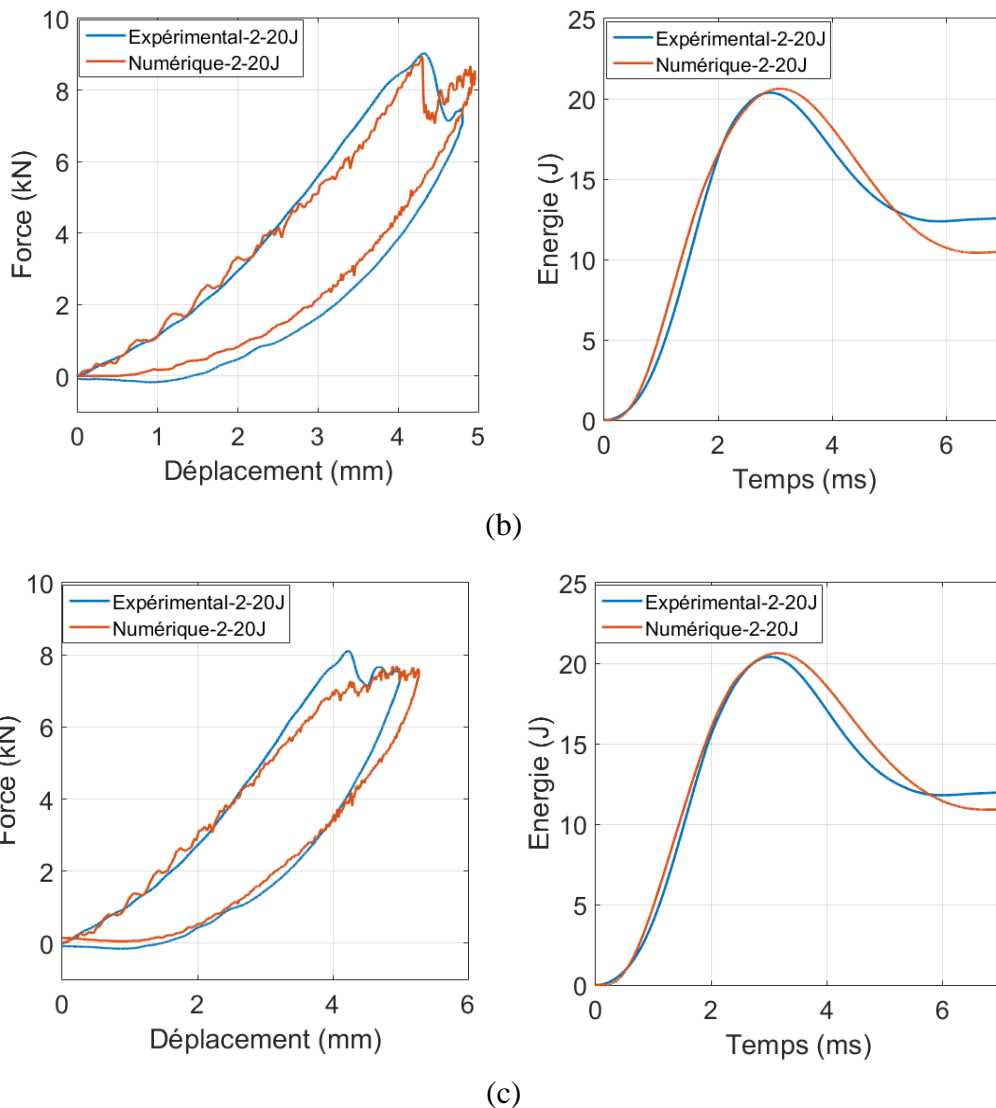 10
8
6
4
2
0
Force (kN)
Expérimental-2-20J
Numérique-2-20J
0 1 2 3 4 5
Déplacement (mm)
25
20
15
10
5
0
Energie (J)
Expérimental-2-20J
Numérique-2-20J
0 2 4 6
Temps (ms)
(b)
10
8
6
4
2
0
Force (kN)
Expérimental-2-20J
Numérique-2-20J
0 2 4 6
Déplacement (mm)
25
20
15
10
5
0
Energie (J)
Expérimental-2-20J
Numérique-2-20J
0 2 4 6
Temps (ms)
(c)